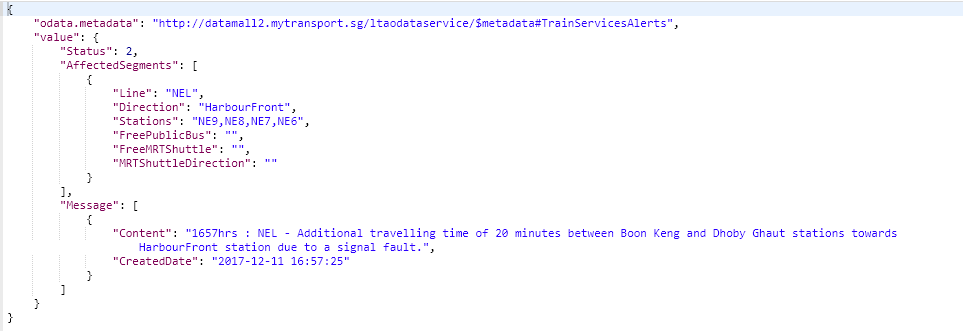 {
"odata.metadata": "http://datamall2.mytransport.sg/ltaodataservice/$metadata#TrainServicesAlerts",
"value": {
"Status": 2,
"AffectedSegments": [
{
"Line": "NEL",
"Direction": "HarbourFront",
"Stations": "NE9,NE8,NE7,NE6",
"FreePublicBus": "",
"FreeMRTShuttle": "",
"MRTShuttleDirection": ""
}
],
"Message": [
{
"Content": "1657hrs : NEL - Additional travelling time of 20 minutes between Boon Keng and Dhoby Ghaut stations towards
HarbourFront station due to a signal fault.",
"CreatedDate": "2017-12-11 16:57:25"
}
]
}
}